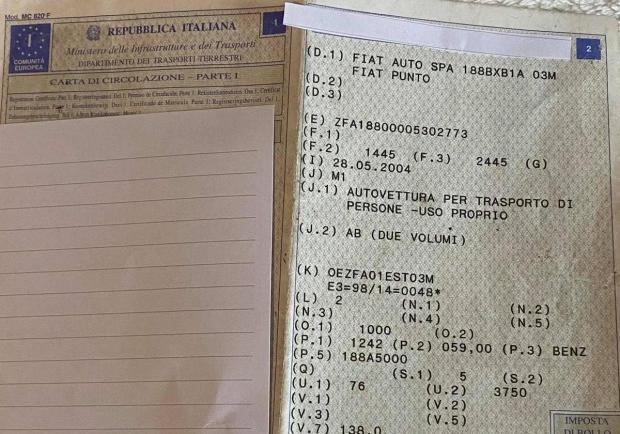 Mod. MC 820 F
REPUBBLICA ITALIANA
1
Ministero delle Infrastrutture e dei Trasporti
DIPARTIMENTO DEI TRASPORTI TERRESTRI
I
COMUNITÀ
EUROPEA
CARTA DI CIRCOLAZIONE - PARTE I
2
(D.1) FIAT AUTO SPA 188BXB1A 03M
FIAT PUNTO
(D.2)
(D.3)
(E) ZFA18800005302773
(F.1)
(F.2) 1445 (F.3) 2445 (G)
(I) 28.05.2004
(J) M1
(J.1) AUTOVETTURA PER TRASPORTO DI
PERSONE -USO PROPRIO
(J.2) AB (DUE VOLUMI)
(K) OEZFA01EST03M
E3=98/14=0048*
(L) 2 (N.1) (N.2)
(N.3) (N.4) (N.5)
(O.1) 1000 (O.2)
(P.1) 1242 (P.2) 059,00 (P.3) BENZ
(P.5) 188A5000
(Q) (S.1) 5 (S.2)
(U.1) 76 (U.2) 3750
(V.1) (V.2)
(V.3) (V.5)
(V.7) 138,0
IMPOSTA
DI BOLLO